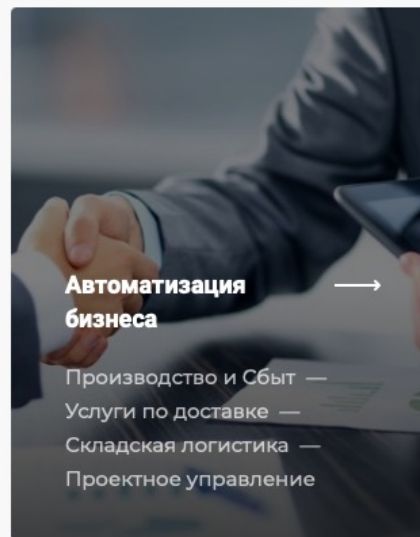 Автоматизация
бизнеса
Производство и Сбыт —
Услуги по доставке —
Складская логистика —
Проектное управление